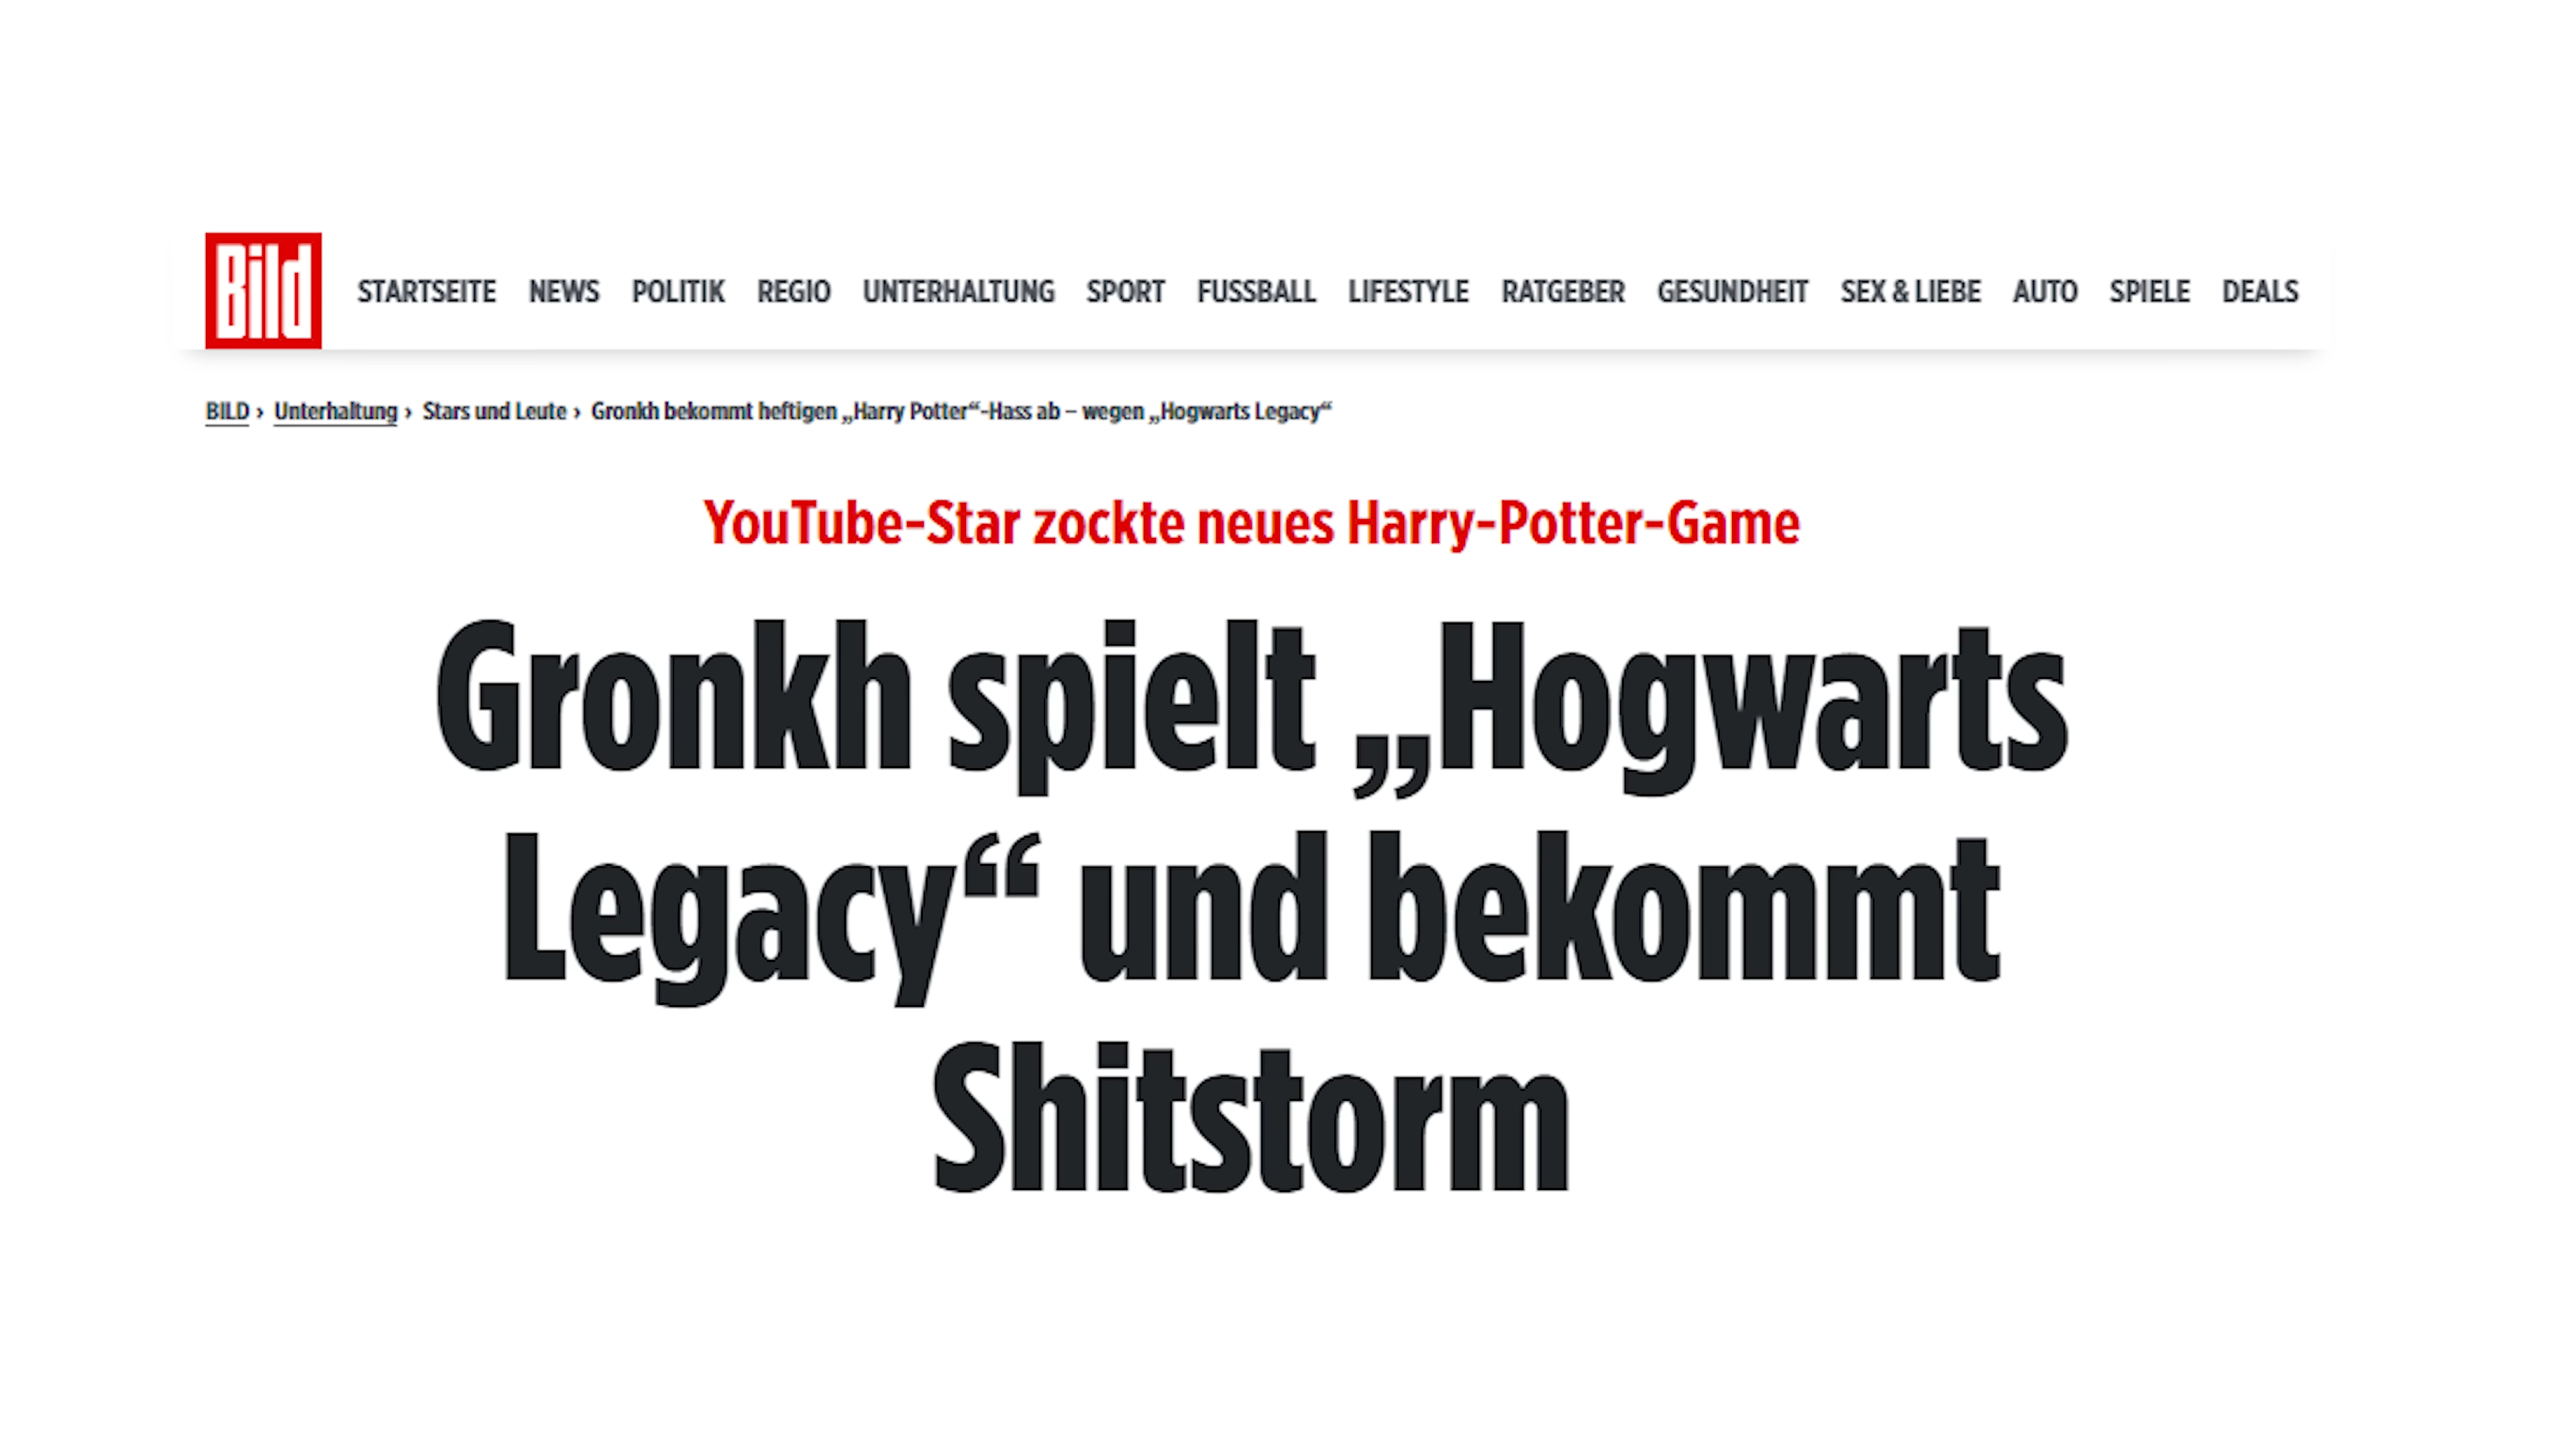 Bild STARTSEITE NEWS POLITIK REGIO UNTERHALTUNG SPORT FUSSBALL LIFESTYLE RATGEBER GESUNDHEIT SEX & LIEBE AUTO SPIELE DEALS
BILD › Unterhaltung › Stars und Leute › Gronkh bekommt heftigen „Harry Potter“-Hass ab – wegen „Hogwarts Legacy“
YouTube-Star zockte neues Harry-Potter-Game
Gronkh spielt „Hogwarts
Legacy“ und bekommt
Shitstorm